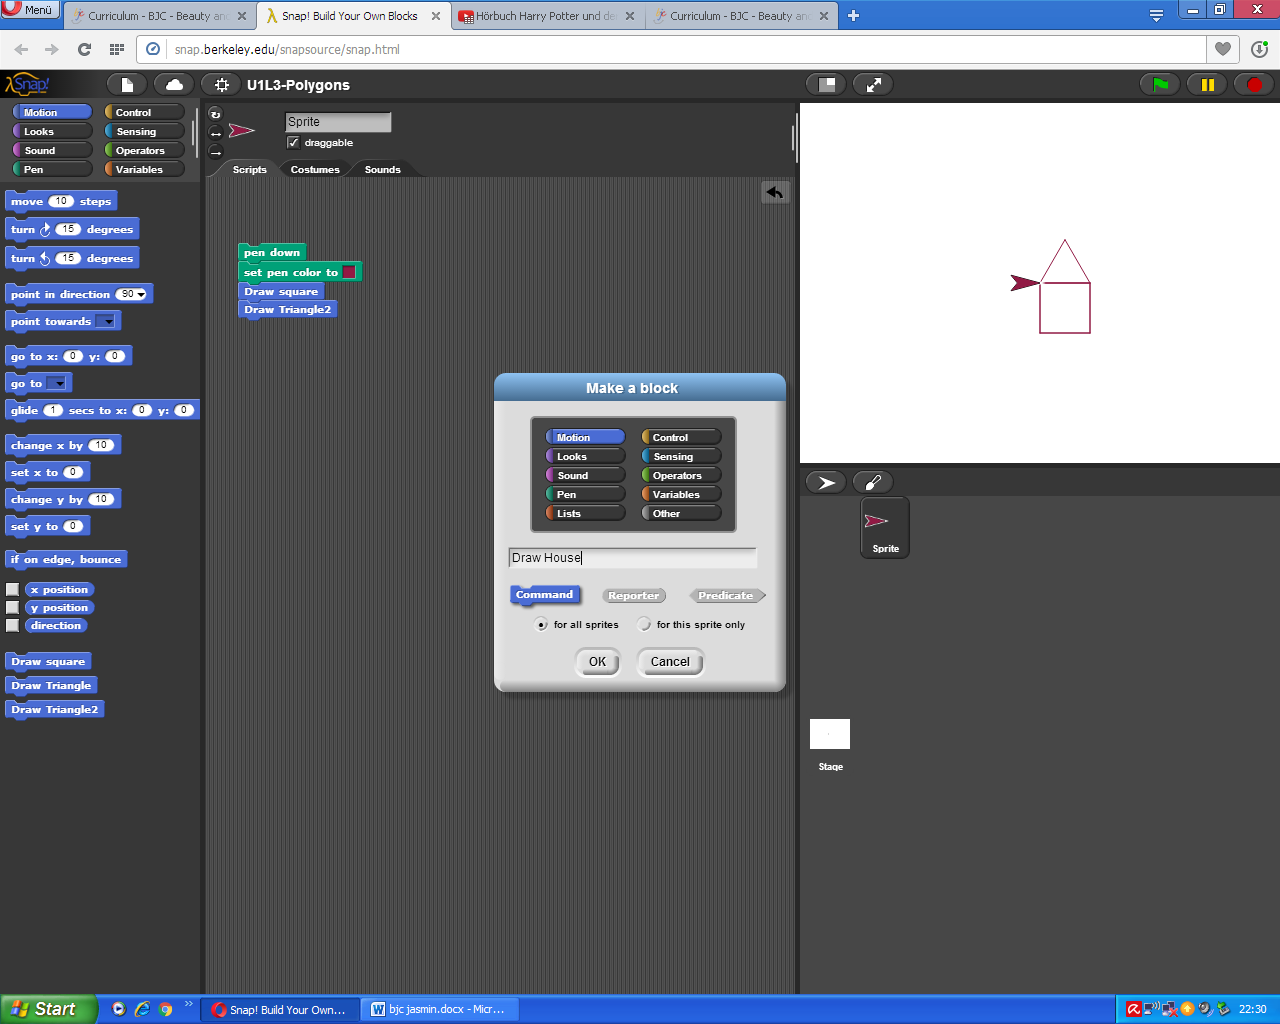 Menü
Curriculum - BJC - Beauty an
Snap! Build Your Own Blocks
Hörbuch Harry Potter und de
Curriculum - BJC - Beauty an
snap.berkeley.edu/snapsource/snap.html
Snap!
U1L3-Polygons
Motion
Control
Looks
Sensing
Sound
Operators
Pen
Variables
Sprite
draggable
Scripts
Costumes
Sounds
move 10 steps
turn 15 degrees
turn 15 degrees
point in direction 90
point towards
go to x: 0 y: 0
go to
glide 1 secs to x: 0 y: 0
change x by 10
set x to 0
change y by 10
set y to 0
if on edge, bounce
x position
y position
direction
Draw square
Draw Triangle
Draw Triangle2
pen down
set pen color to
Draw square
Draw Triangle2
Make a block
Motion
Control
Looks
Sensing
Sound
Operators
Pen
Variables
Lists
Other
Draw House
Command
Reporter
Predicate
for all sprites
for this sprite only
OK
Cancel
Sprite
Stage
Start
Snap! Build Your Own...
bjc jasmin.docx - Micr...
22:30